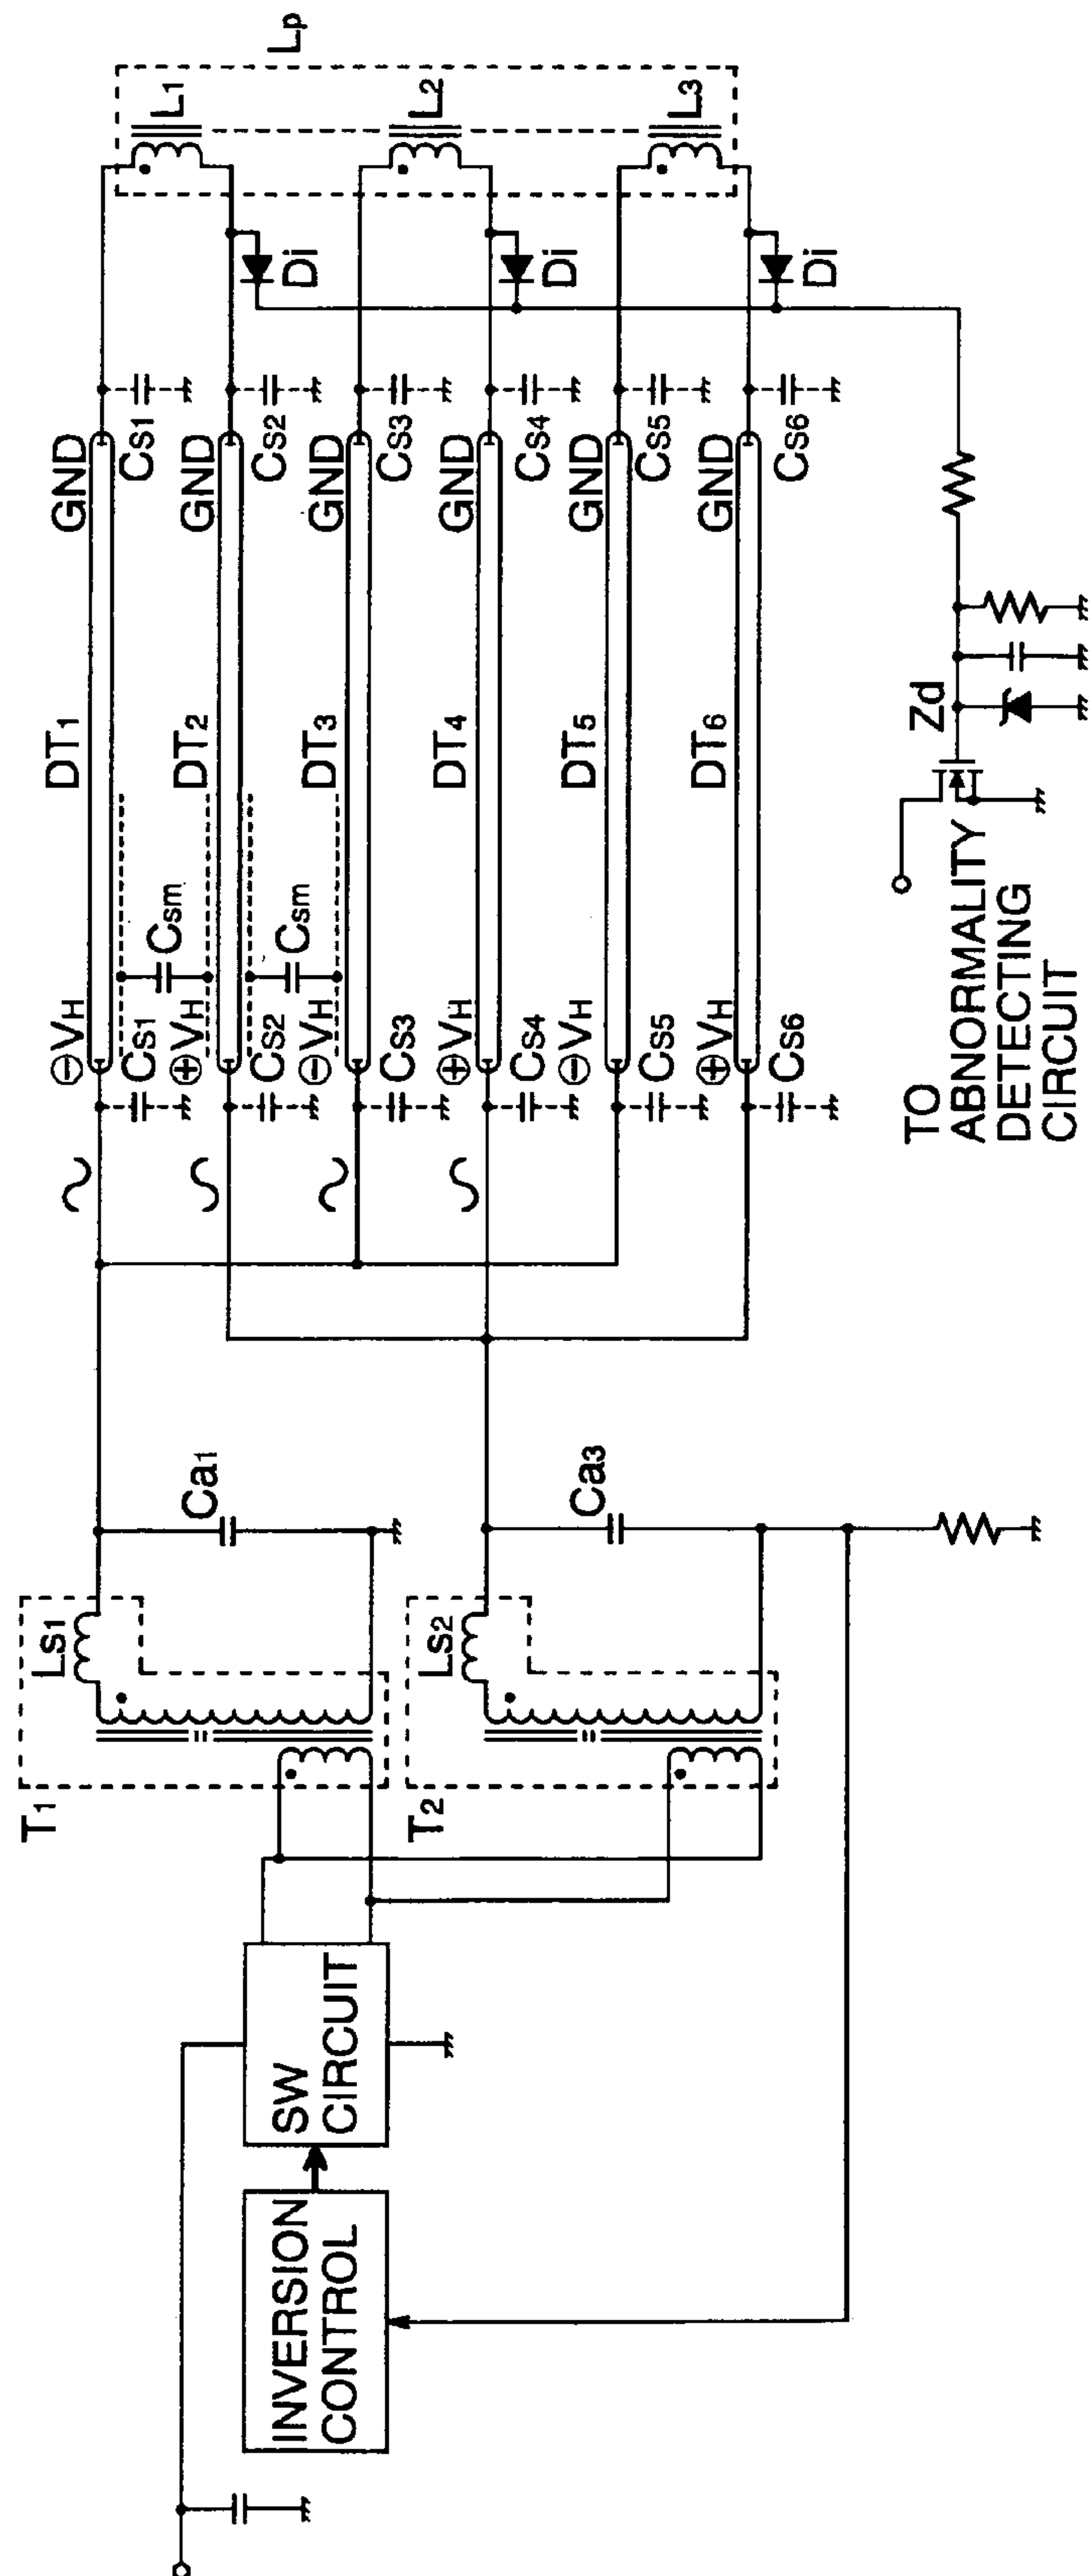 INVERSION
CONTROL
SW
CIRCUIT
T1
LS1
Ca1
T2
LS2
Ca3
⊖VH
DT1
GND
CS1
CS1
Csm
⊕VH
DT2
GND
CS2
CS2
Csm
⊖VH
DT3
GND
CS3
CS3
⊕VH
DT4
GND
CS4
CS4
⊖VH
DT5
GND
CS5
CS5
⊕VH
DT6
GND
CS6
CS6
Lp
L1
L2
L3
Di
Di
Di
Zd
TO
ABNORMALITY
DETECTING
CIRCUIT